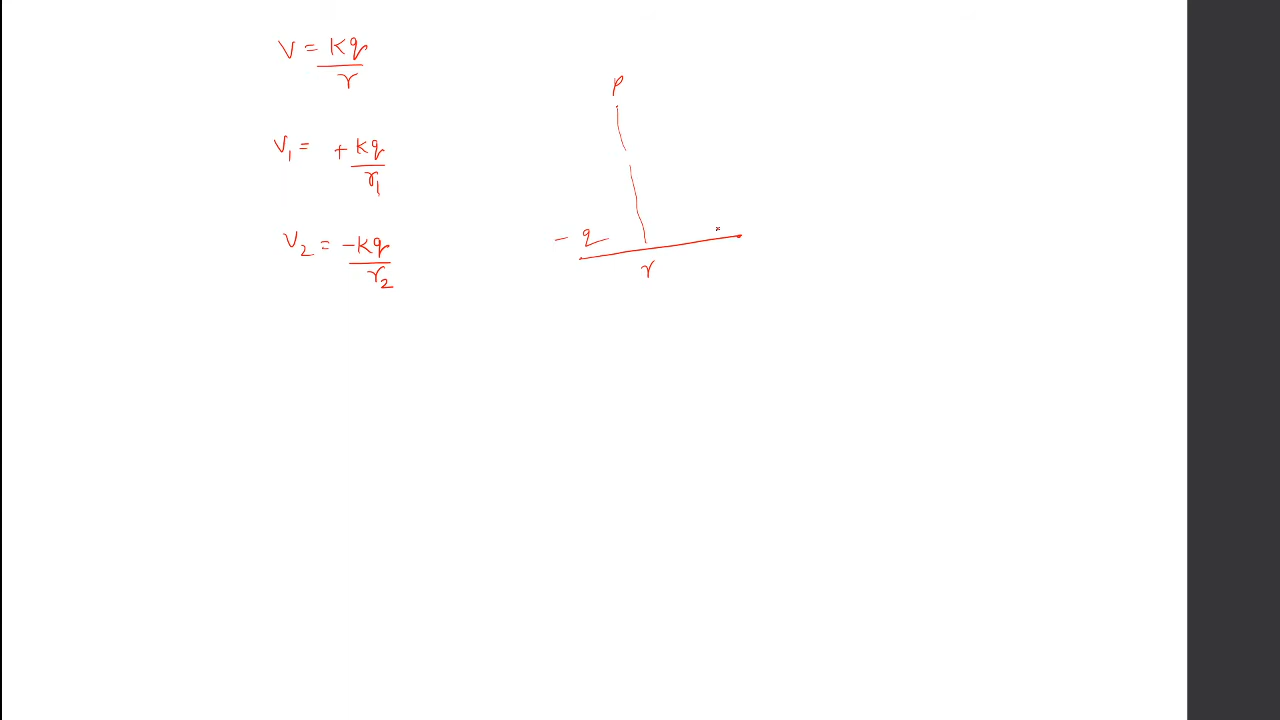 V = Kq/r
P
V₁ = +Kq/r₁
- q
V₂ = -Kq/r₂
r